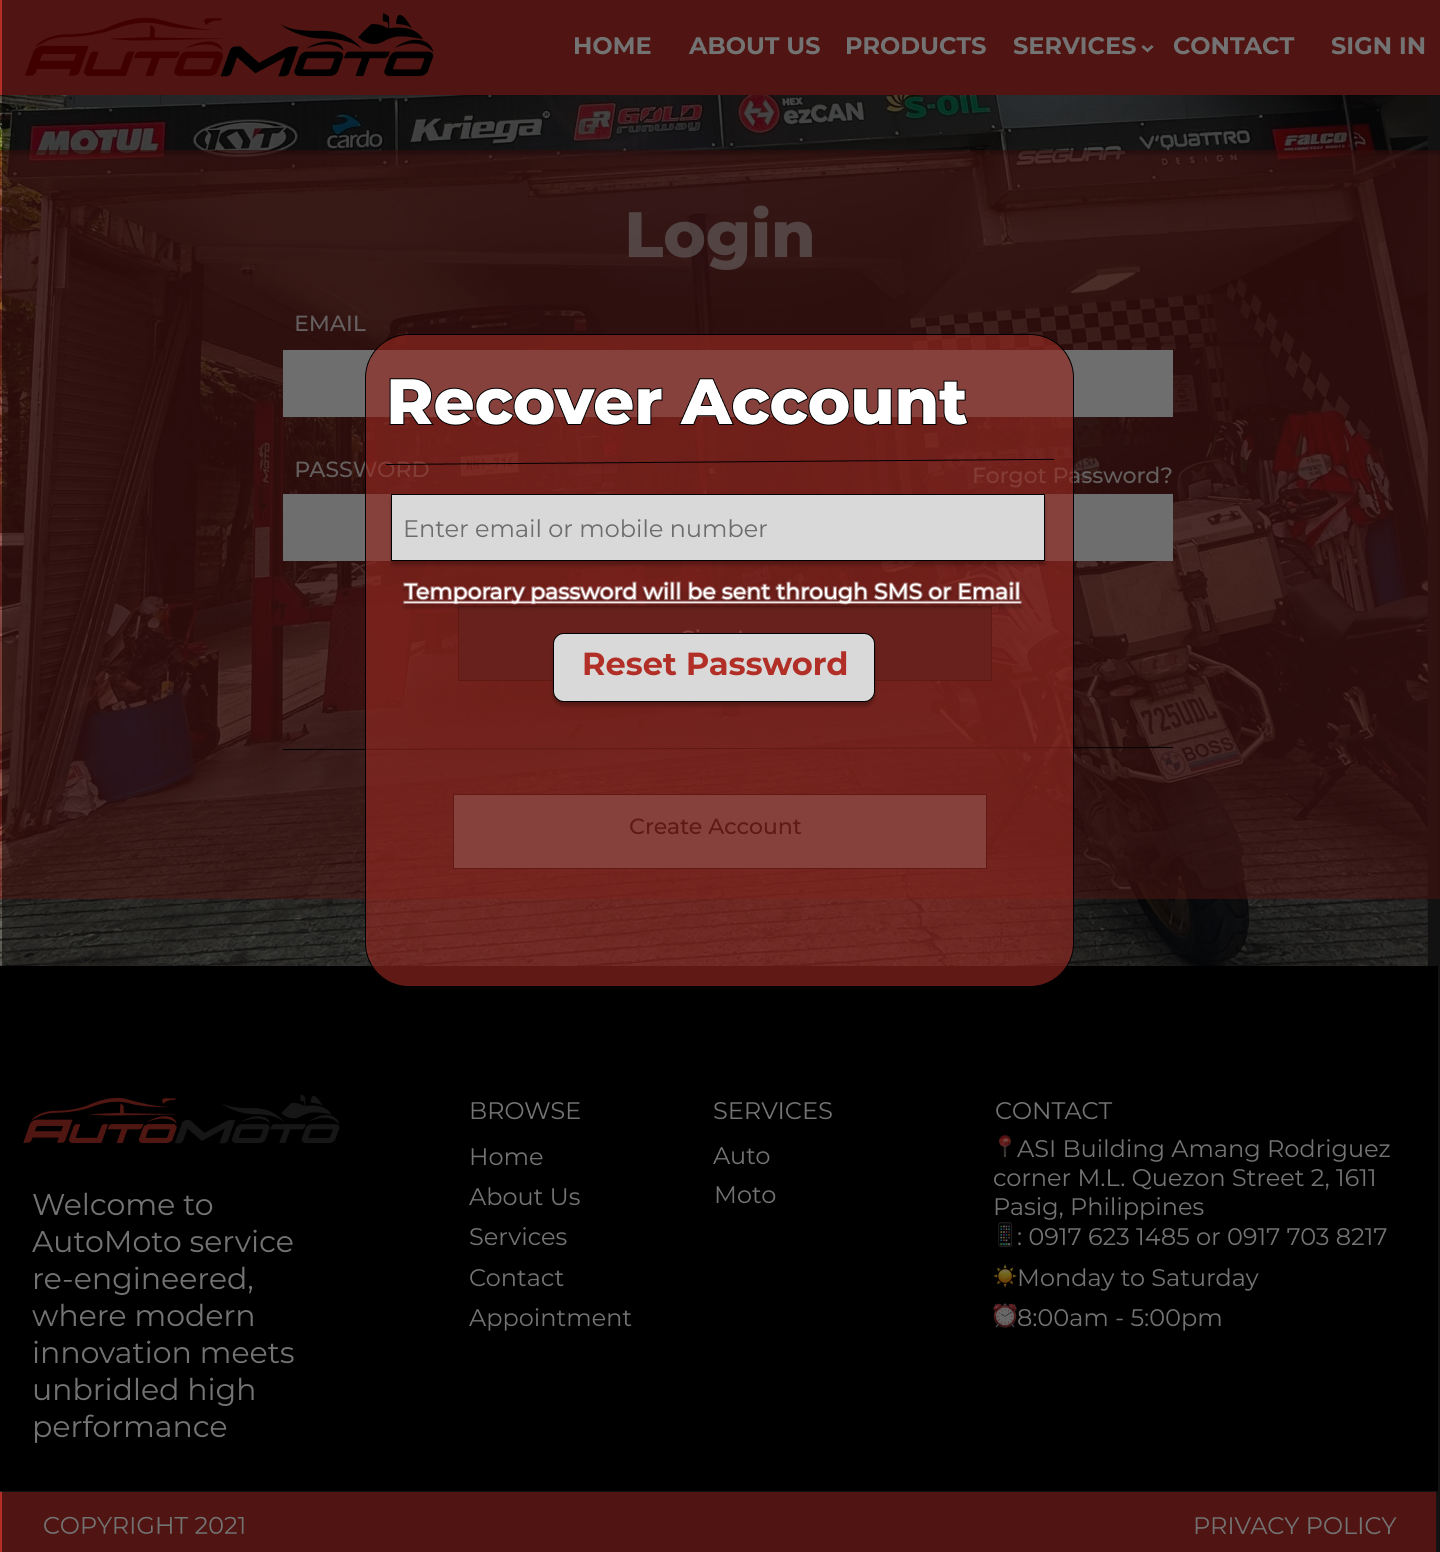 AUTOMOTO
HOME ABOUT US PRODUCTS SERVICES CONTACT SIGN IN
MOTUL KYT cardo Kriega GR GOLD runway HEX ezCAN S-OIL
SEGURA V'QUATTRO DESIGN FALCO
Login
EMAIL
Recover Account
PASSWORD
Forgot Password?
Enter email or mobile number
Temporary password will be sent through SMS or Email
Reset Password
725UDL
BOSS
Create Account
AUTOMOTO
Welcome to
AutoMoto service
re-engineered,
where modern
innovation meets
unbridled high
performance
BROWSE
Home
About Us
Services
Contact
Appointment
SERVICES
Auto
Moto
CONTACT
📍ASI Building Amang Rodriguez
corner M.L. Quezon Street 2, 1611
Pasig, Philippines
📱: 0917 623 1485 or 0917 703 8217
☀️Monday to Saturday
⏰8:00am - 5:00pm
COPYRIGHT 2021
PRIVACY POLICY